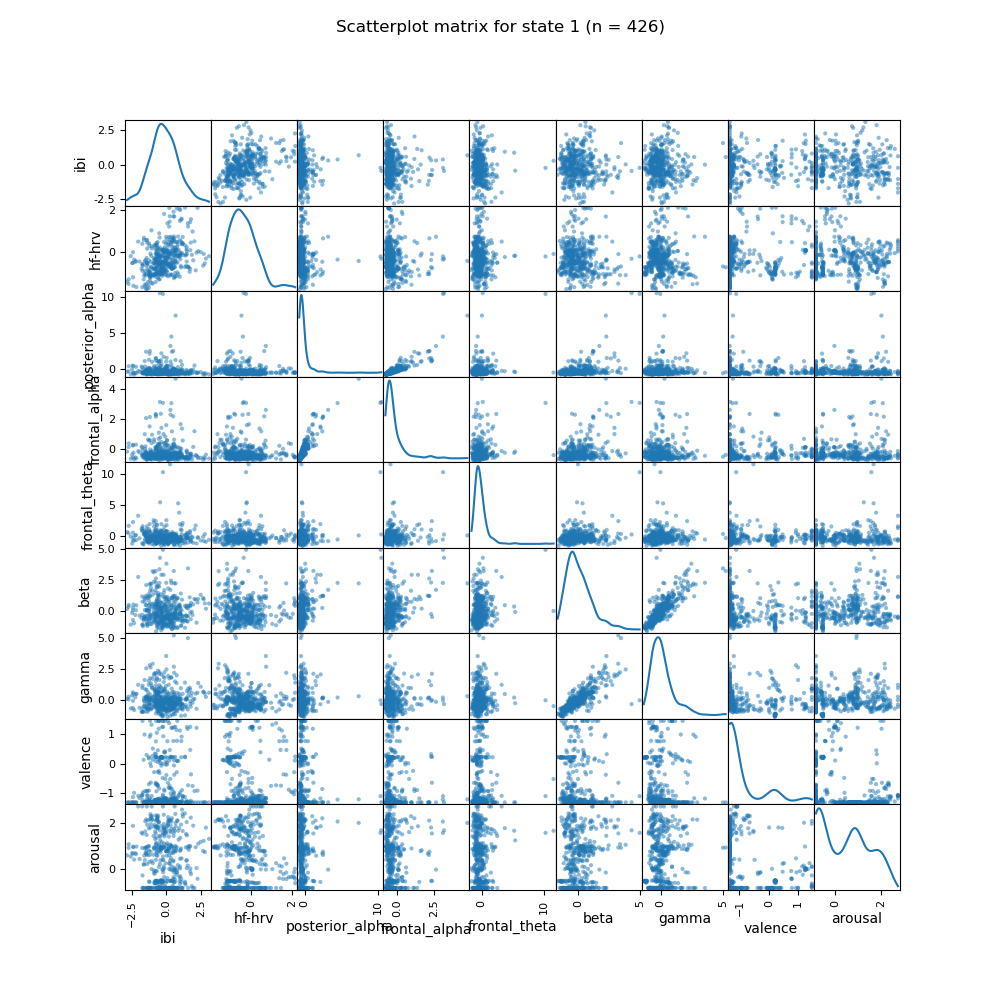 Scatterplot matrix for state 1 (n = 426)
2.5
0.0
−2.5
ibi
2
0
hf-hrv
10
5
0
posterior_alpha
4
2
0
frontal_alpha
10
5
0
frontal_theta
5.0
2.5
0.0
beta
5.0
2.5
0.0
gamma
1
0
−1
valence
2
0
arousal
−2.5 0.0 2.5 0 2 0 10 0.0 2.5 0 10 0 5 0 5 −1 0 1 0 2
ibi hf-hrv posterior_alpha frontal_alpha frontal_theta beta gamma valence arousal